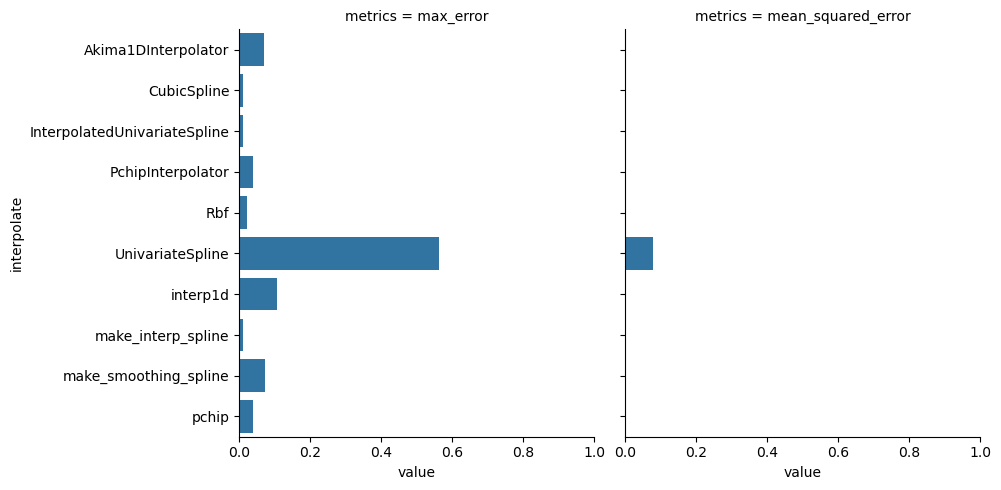 metrics = max_error
metrics = mean_squared_error
interpolate
Akima1DInterpolator
CubicSpline
InterpolatedUnivariateSpline
PchipInterpolator
Rbf
UnivariateSpline
interp1d
make_interp_spline
make_smoothing_spline
pchip
0.0 0.2 0.4 0.6 0.8 1.0
value
0.0 0.2 0.4 0.6 0.8 1.0
value